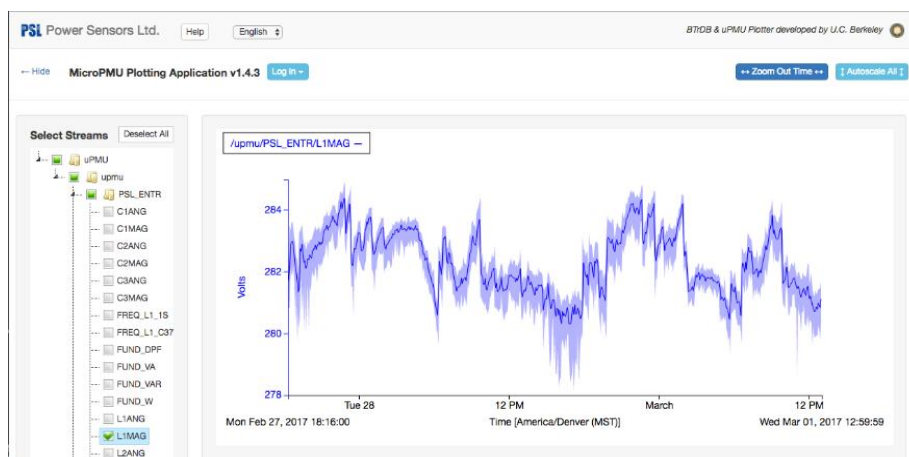 PSL Power Sensors Ltd. Help English BTrDB & uPMU Plotter developed by U.C. Berkeley
← Hide MicroPMU Plotting Application v1.4.3 Log In ↔ Zoom Out Time ↔ ↕ Autoscale All ↕
Select Streams Deselect All
/upmu/PSL_ENTR/L1MAG —
uPMU
upmu
PSL_ENTR
C1ANG
C1MAG
C2ANG
C2MAG
C3ANG
C3MAG
FREQ_L1_1S
FREQ_L1_C37
FUND_DPF
FUND_VA
FUND_VAR
FUND_W
L1ANG
L1MAG
L2ANG
284
282
280
278
Volts
Tue 28 12 PM March 12 PM
Mon Feb 27, 2017 18:16:00 Time [America/Denver (MST)] Wed Mar 01, 2017 12:59:59